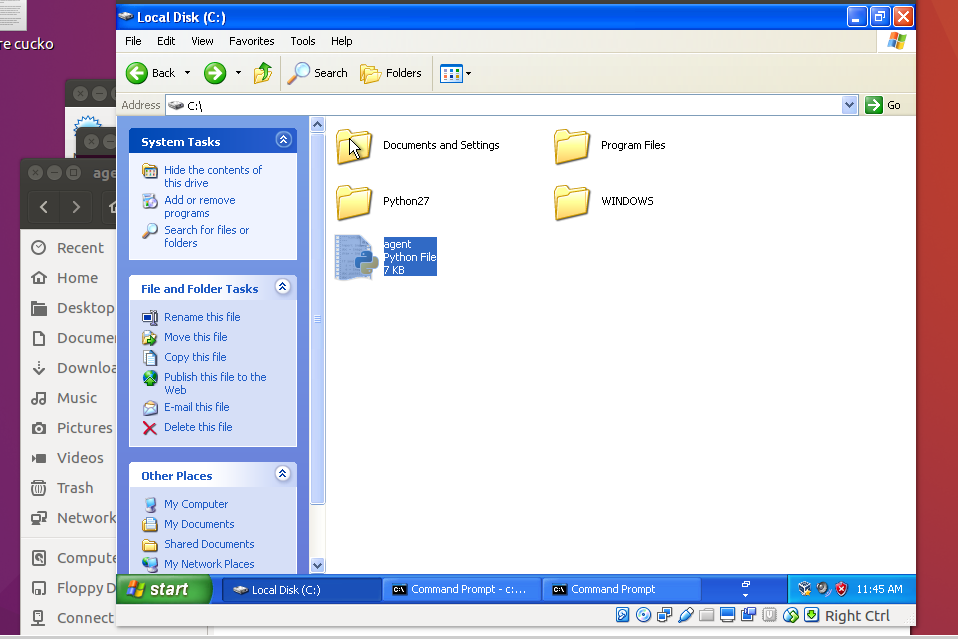 re cucko
Local Disk (C:)
File Edit View Favorites Tools Help
Back Search Folders
Address C:\ Go
System Tasks
Hide the contents of
this drive
Add or remove
programs
Search for files or
folders
File and Folder Tasks
Rename this file
Move this file
Copy this file
Publish this file to the
Web
E-mail this file
Delete this file
Other Places
My Computer
My Documents
Shared Documents
My Network Places
Documents and Settings
Program Files
Python27
WINDOWS
agent
Python File
7 KB
age
Recent
Home
Desktop
Docume
Downloa
Music
Pictures
Videos
Trash
Network
Compute
Floppy D
Connect
start
Local Disk (C:)
Command Prompt - c:...
Command Prompt
11:45 AM
Right Ctrl